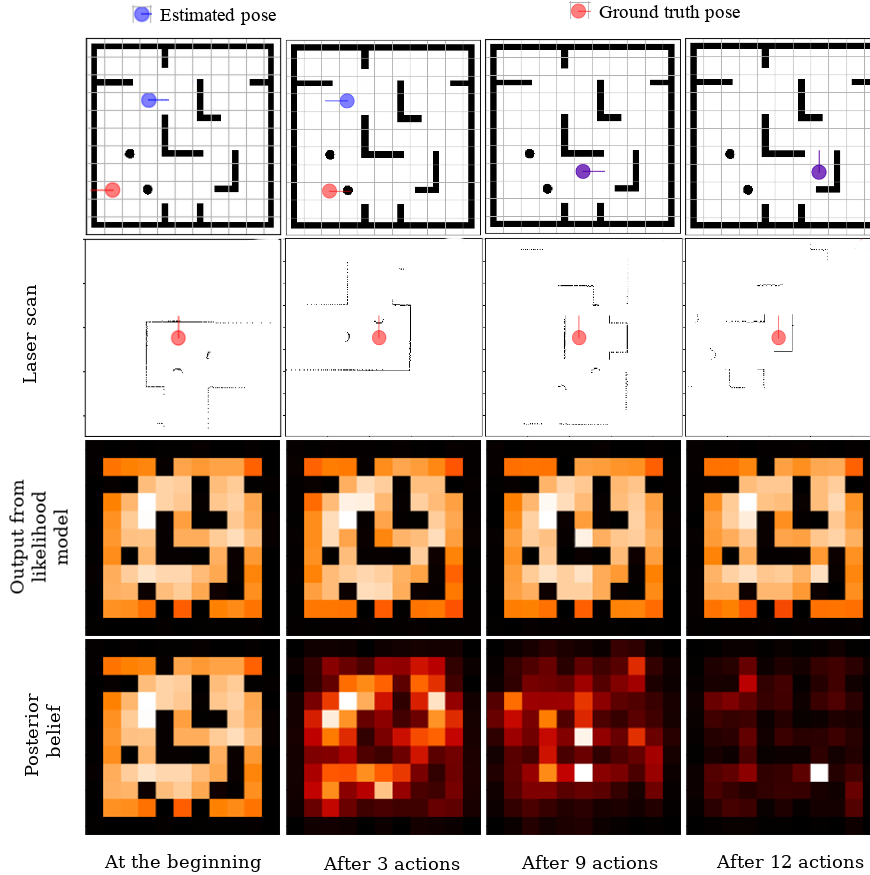 Estimated pose
Ground truth pose
Laser scan
Output from
likelihood
model
Posterior
belief
At the beginning
After 3 actions
After 9 actions
After 12 actions